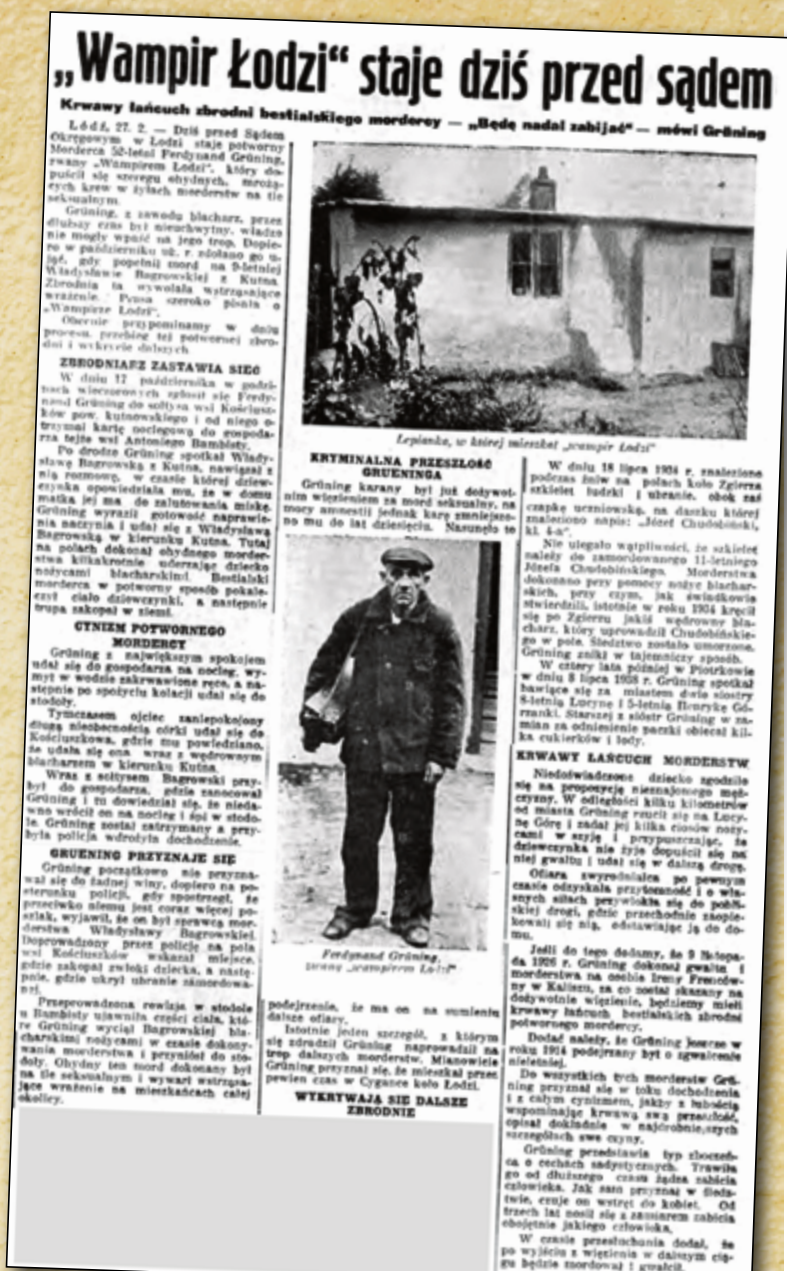 „Wampir Łodzi“ staje dziś przed sądem
Krwawy łańcuch zbrodni bestialskiego mordercy — „Będę nadal zabijać“ — mówi Grüning
Łódź, 27. 2. — Dziś przed Sądem
Okręgowym w Łodzi staje potworny
Morderca 52-letni Ferdynand Grüning,
zwany „Wampirem Łodzi“, który do-
puścił się szeregu ohydnych, mrożą-
cych krew w żyłach morderstw na tle
seksualnym.
Grüning, z zawodu blacharz, przez
dłuższy czas był nieuchwytny, władze
nie mogły wpaść na jego trop. Dopie-
ro w październiku ub. r. zdołano go u-
jąć, gdy popełnił mord na 9-letniej
Władysławie Bagrowskiej z Kutna.
Zbrodnia ta wywołała wstrząsające
wrażenie. Prasa szeroko pisała o
„Wampirze Łodzi“.
Obecnie przypominamy w dniu
procesu, przebieg tej potwornej zbro-
dni i wykrycie dalszych
ZBRODNIARZ ZASTAWIA SIEĆ
W dniu 17 października w godzi-
nach wieczorowych zgłosił się Ferdy-
nand Grüning do sołtysa wsi Kościusz-
ków pow. kutnowskiego i od niego o-
trzymał kartę noclegową do gospoda-
rza tejże wsi Antoniego Bambisty.
Po drodze Grüning spotkał Włady-
sławę Bagrowską z Kutna, nawiązał z
nią rozmowę, w czasie której dziew-
czynka opowiedziała mu, że w domu
matka jej ma do zalutowania miskę.
Grüning wyraził gotowość naprawie-
nia naczynia i udał się z Władysławą
Bagrowską w kierunku Kutna. Tutaj
na polach dokonał ohydnego morder-
stwa kilkakrotnie uderzając dziecko
nożycami blacharskimi. Bestialski
morderca w potworny sposób pokale-
czył ciało dziewczynki, a następnie
trupa zakopał w ziemi.
CYNIZM POTWORNEGO
MORDERCY
Grüning z największym spokojem
udał się do gospodarza na nocleg, wy-
mył w wodzie zakrwawione ręce, a na-
stępnie po spożyciu kolacji udał się do
stodoły.
Tymczasem ojciec zaniepokojony
długą nieobecnością córki udał się do
Kościuszkowa, gdzie mu powiedziano,
że udała się ona wraz z wędrownym
blacharzem w kierunku Kutna.
Wraz z sołtysem Bagrowski przy-
był do gospodarza, gdzie zanocował
Grüning i tu dowiedział się, że nieda-
wno wrócił on na nocleg i śpi w stodo-
le. Grüning został zatrzymany a przy-
była policja wdrożyła dochodzenie.
GRUENING PRZYZNAJE SIĘ
Grüning początkowo nie przyzna-
wał się do żadnej winy, dopiero na po-
sterunku policji, gdy spostrzegł, że
przeciwko niemu jest coraz więcej po-
szlak, wyjawił, że on był sprawcą mor-
derstwa Władysławy Bagrowskiej.
Doprowadzony przez policję na pola
wsi Kościuszków wskazał miejsce,
gdzie zakopał zwłoki dziecka, a nastę-
pnie, gdzie ukrył ubranie zamordowa-
nej.
Przeprowadzona rewizja w stodole
u Bambisty ujawniła części ciała, któ-
re Grüning wyciął Bagrowskiej bla-
charskimi nożycami w czasie dokony-
wania morderstwa i przyniósł do sto-
doły. Ohydny ten mord dokonany był
na tle seksualnym i wywarł wstrząsa-
jące wrażenie na mieszkańcach całej
okolicy.
Lepianka, w której mieszkał „wampir Łodzi“
KRYMINALNA PRZESZŁOŚĆ
GRUENINGA
Grüning karany był już dożywot-
nim więzieniem za mord seksualny, na
mocy amnestii jednak karę zmniejszo-
no mu do lat dziesięciu. Nasunęło to
Ferdynand Grüning,
zwany „wampirem Łodzi“
podejrzenie, że ma on na sumieniu
dalsze ofiary.
Istotnie jeden szczegół, z którym
się zdradził Grüning naprowadził na
trop dalszych morderstw. Mianowicie
Grüning przyznał się, że mieszkał przez
pewien czas w Cygance koło Łodzi.
WYKRYWAJĄ SIĘ DALSZE
ZBRODNIE
W dniu 18 lipca 1934 r. znaleziono
podczas żniw na polach koło Zgierza
szkielet ludzki i ubranie, obok zaś
czapkę uczniowską, na daszku której
znaleziono napis: „Józef Chudobiński,
kl. 4-a“.
Nie ulegało wątpliwości, że szkielet
należy do zamordowanego 11-letniego
Józefa Chudobińskiego. Morderstwa
dokonano przy pomocy nożyc blachar-
skich, przy czym, jak świadkowie
stwierdzili, istotnie w roku 1934 kręcił
się po Zgierzu jakiś wędrowny bla-
charz, który uprowadził Chudobińskie-
go w pole. Śledztwo zostało umorzone.
Grüning znikł w tajemniczy sposób.
W cztery lata później w Piotrkowie
w dniu 8 lipca 1938 r. Grüning spotkał
bawiące się za miastem dwie siostry
8-letnią Lucynę i 5-letnią Henrykę Gó-
rzanki. Starszej z sióstr Grüning w za-
mian za odniesienie paczki obiecał kil-
ka cukierków i lody.
KRWAWY ŁAŃCUCH MORDERSTW
Niedoświadczone dziecko zgodziło
się na propozycję nieznajomego męż-
czyzny. W odległości kilku kilometrów
od miasta Grüning rzucił się na Lucy-
nę Górę i zadał jej kilka ciosów noży-
cami w szyję i przypuszczając, że
dziewczynka nie żyje dopuścił się na
niej gwałtu i udał się w dalszą drogę.
Ofiara zwyrodnialca po pewnym
czasie odzyskała przytomność i o wła-
snych siłach przywlokła się do pobli-
skiej drogi, gdzie przechodnie zaopie-
kowali się nią, odstawiając ją do do-
mu.
Jeśli do tego dodamy, że 9 listopa-
da 1926 r. Grüning dokonał gwałtu i
morderstwa na osobie Ireny Frenców-
ny w Kaliszu, za co został skazany na
dożywotnie więzienie, będziemy mieli
krwawy łańcuch bestialskich zbrodni
potwornego mordercy.
Dodać należy, że Grüning jeszcze w
roku 1914 podejrzany był o zgwałcenie
nieletniej.
Do wszystkich tych morderstw Grü-
ning przyznał się w toku dochodzenia
i z całym cynizmem, jakby z lubością
wspominając krwawą swą przeszłość,
opisał dokładnie w najdrobniejszych
szczegółach swe czyny.
Grüning przedstawia typ zboczeń-
ca o cechach sadystycznych. Trawiła
go od dłuższego czasu żądza zabicia
człowieka. Jak sam przyznał w śledz-
twie, czuje on wstręt do kobiet. Od
trzech lat nosił się z zamiarem zabicia
obojętnie jakiego człowieka.
W czasie przesłuchania dodał, że
po wyjściu z więzienia w dalszym cią-
gu będzie mordował i gwałcił.